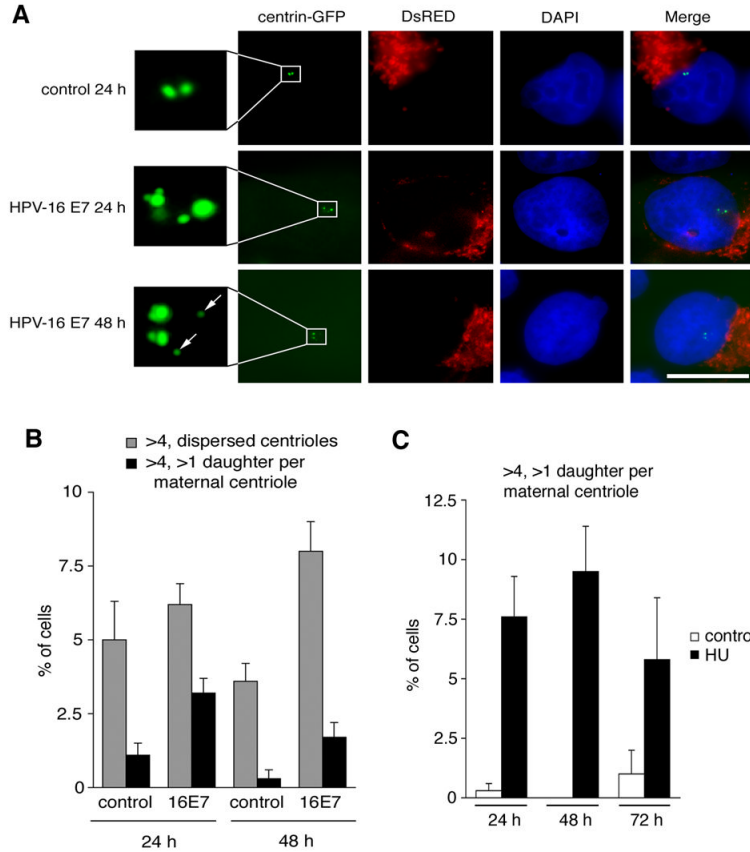 A
centrin-GFP DsRED DAPI Merge
control 24 h
HPV-16 E7 24 h
HPV-16 E7 48 h
B
>4, dispersed centrioles
>4, >1 daughter per
maternal centriole
10
7.5
5
2.5
0
% of cells
control 16E7 control 16E7
24 h 48 h
C
>4, >1 daughter per
maternal centriole
12.5
10
7.5
5
2.5
0
% of cells
contro
HU
24 h 48 h 72 h